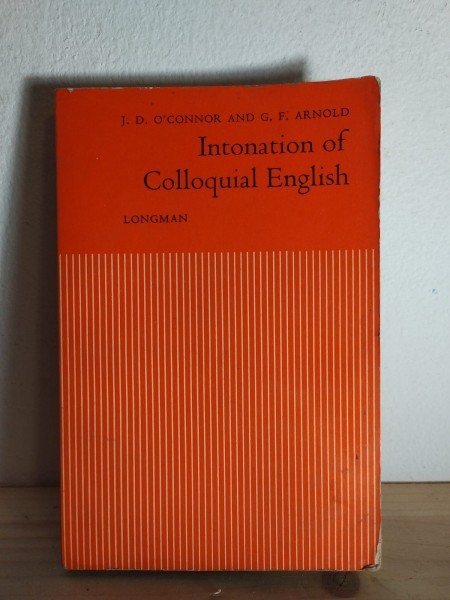 J. D. O'CONNOR AND G. F. ARNOLD
Intonation of
Colloquial English
LONGMAN